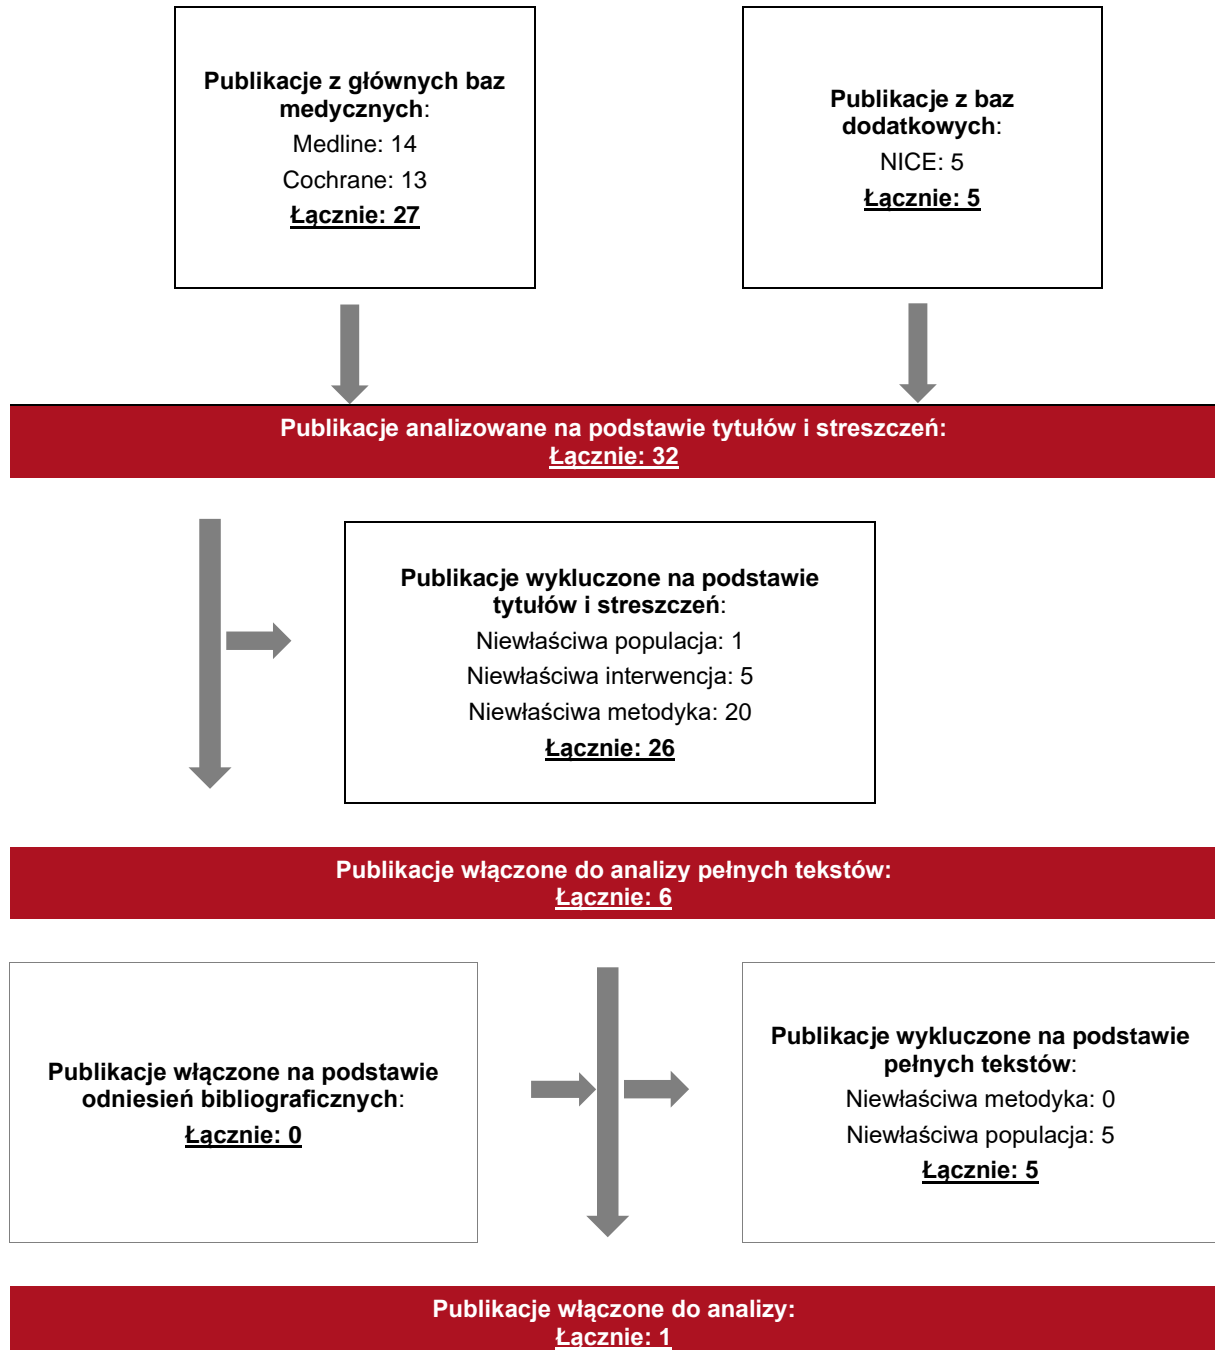 Publikacje z głównych baz
medycznych:
Medline: 14
Cochrane: 13
Łącznie: 27
Publikacje z baz
dodatkowych:
NICE: 5
Łącznie: 5
Publikacje analizowane na podstawie tytułów i streszczeń:
Łącznie: 32
Publikacje wykluczone na podstawie
tytułów i streszczeń:
Niewłaściwa populacja: 1
Niewłaściwa interwencja: 5
Niewłaściwa metodyka: 20
Łącznie: 26
Publikacje włączone do analizy pełnych tekstów:
Łącznie: 6
Publikacje włączone na podstawie
odniesień bibliograficznych:
Łącznie: 0
Publikacje wykluczone na podstawie
pełnych tekstów:
Niewłaściwa metodyka: 0
Niewłaściwa populacja: 5
Łącznie: 5
Publikacje włączone do analizy:
Łącznie: 1